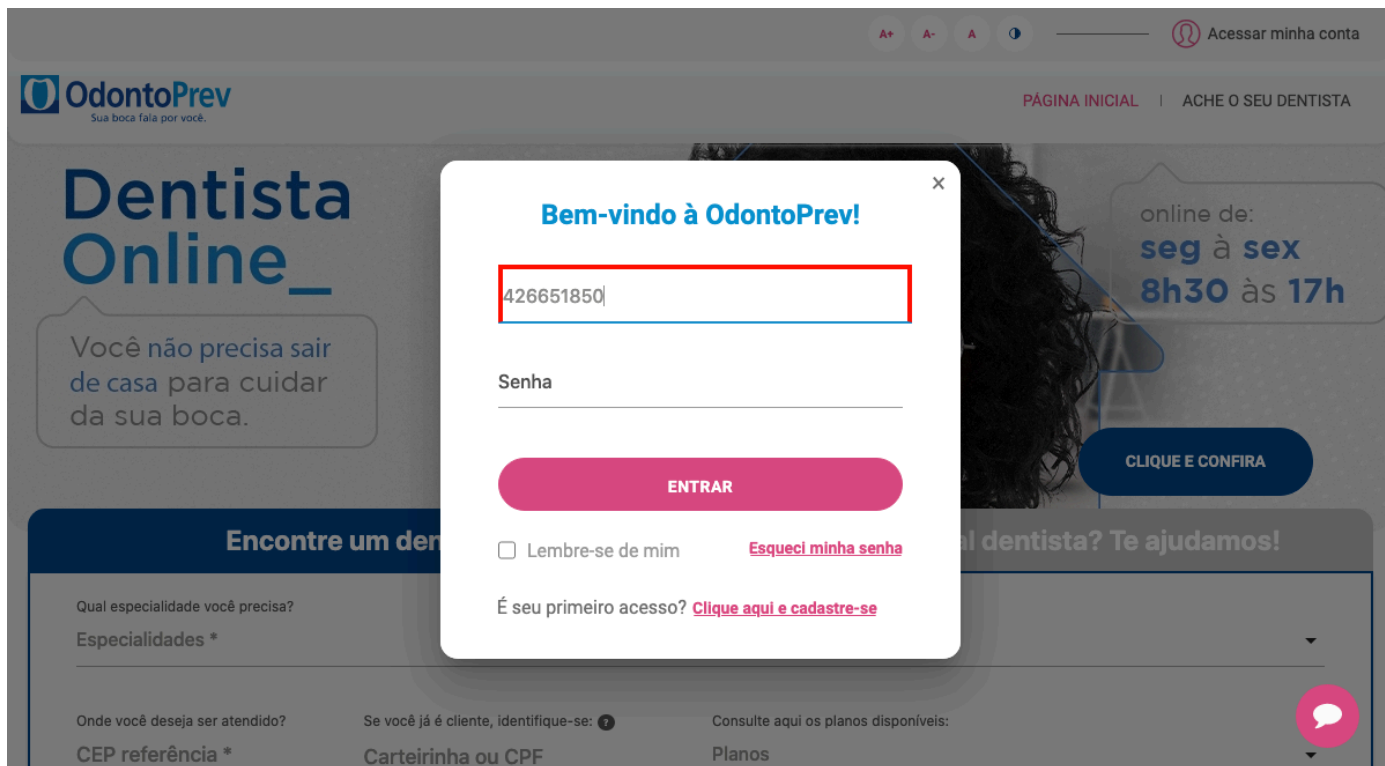 A+ A- A Acessar minha conta
OdontoPrev
Sua boca fala por você.
PÁGINA INICIAL | ACHE O SEU DENTISTA
Dentista
Online_
Você não precisa sair
de casa para cuidar
da sua boca.
online de:
seg à sex
8h30 às 17h
CLIQUE E CONFIRA
×
Bem-vindo à OdontoPrev!
426651850
Senha
ENTRAR
Lembre-se de mim Esqueci minha senha
É seu primeiro acesso? Clique aqui e cadastre-se
Encontre um den
al dentista? Te ajudamos!
Qual especialidade você precisa?
Especialidades *
Onde você deseja ser atendido? Se você já é cliente, identifique-se: ? Consulte aqui os planos disponíveis:
CEP referência * Carteirinha ou CPF Planos